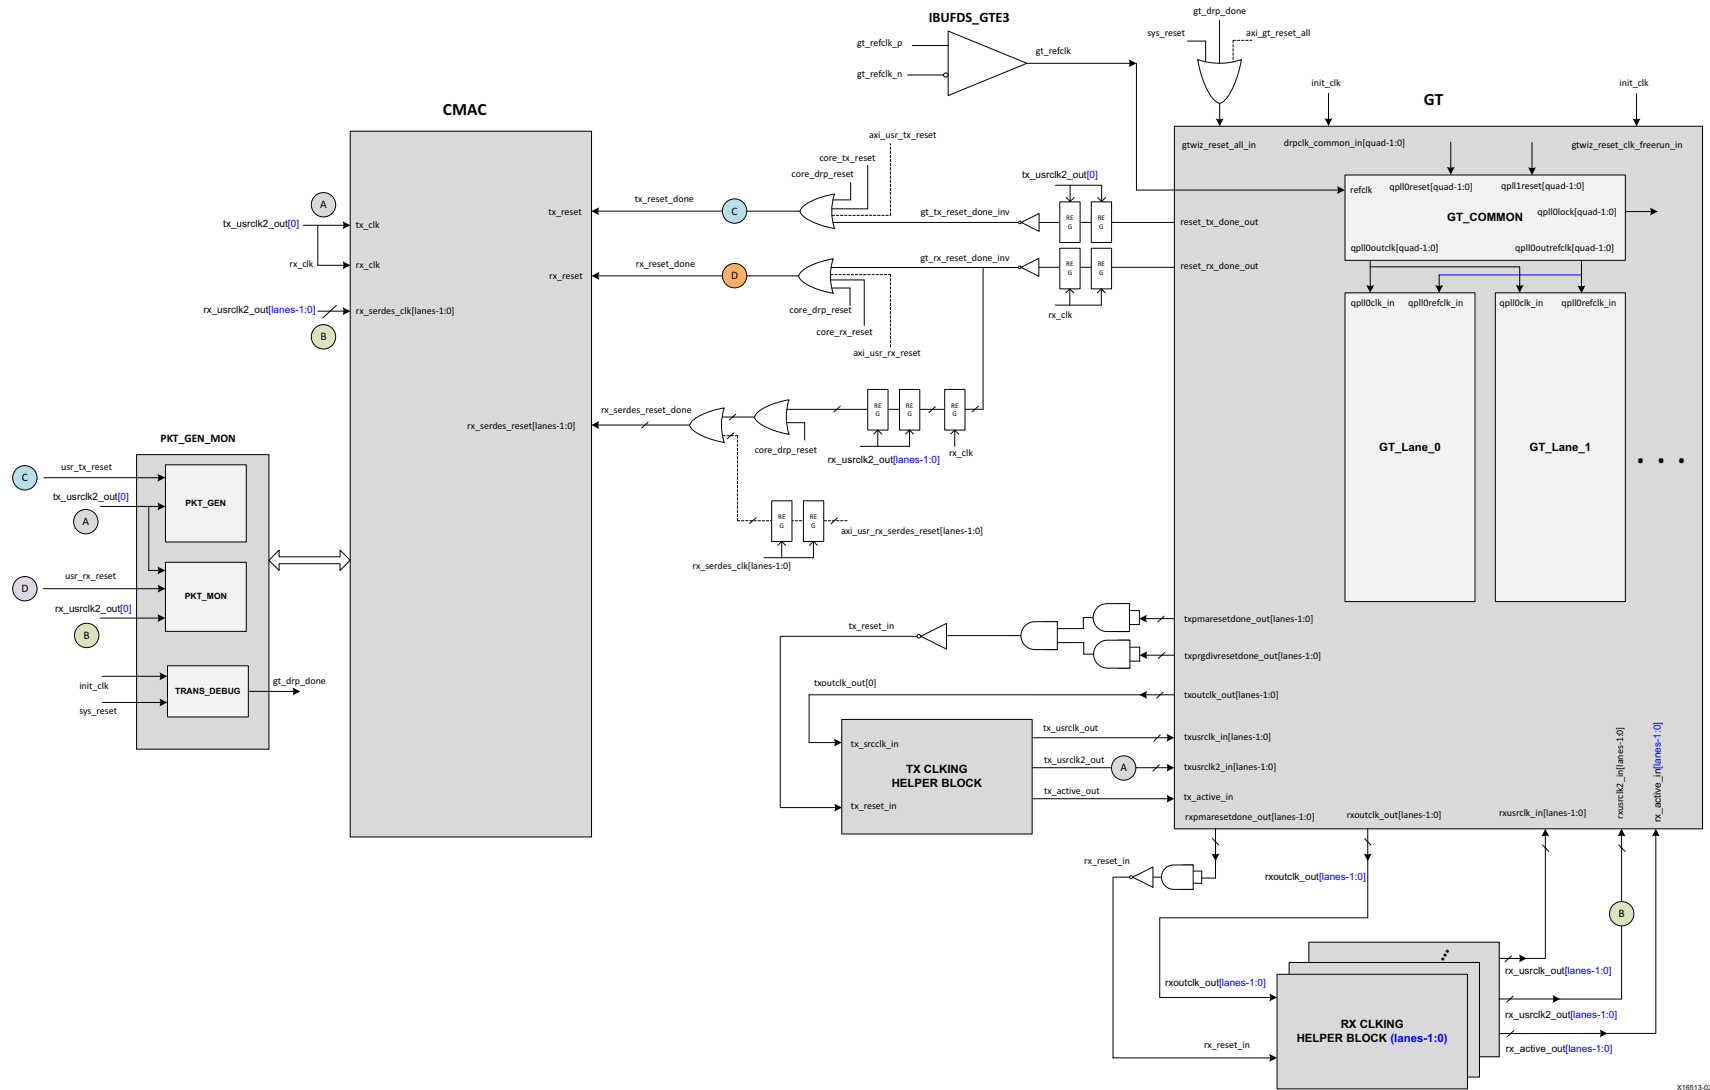 IBUFDS_GTE3
gt_refclk_p
gt_refclk_n
gt_refclk
gt_drp_done
sys_reset
axi_gt_reset_all
init_clk
GT
init_clk
CMAC
axi_usr_tx_reset
core_tx_reset
core_drp_reset
tx_usrclk2_out[0]
gtwiz_reset_all_in
drpclk_common_in[quad-1:0]
gtwiz_reset_clk_freerun_in
refclk
qpll0reset[quad-1:0]
qpll1reset[quad-1:0]
GT_COMMON
qpll0lock[quad-1:0]
qpll0outclk[quad-1:0]
qpll0outrefclk[quad-1:0]
A
tx_usrclk2_out[0]
tx_clk
rx_clk
rx_clk
rx_usrclk2_out[lanes-1:0]
rx_serdes_clk[lanes-1:0]
B
tx_reset
tx_reset_done
C
gt_tx_reset_done_inv
RE
G
RE
G
reset_tx_done_out
rx_reset
rx_reset_done
D
gt_rx_reset_done_inv
RE
G
RE
G
reset_rx_done_out
core_drp_reset
core_rx_reset
axi_usr_rx_reset
rx_clk
qpll0clk_in
qpll0refclk_in
qpll0clk_in
qpll0refclk_in
GT_Lane_0
GT_Lane_1
rx_serdes_reset[lanes-1:0]
rx_serdes_reset_done
core_drp_reset
RE
G
RE
G
RE
G
rx_usrclk2_out[lanes-1:0]
rx_clk
RE
G
RE
G
axi_usr_rx_serdes_reset[lanes-1:0]
rx_serdes_clk[lanes-1:0]
PKT_GEN_MON
C
usr_tx_reset
tx_usrclk2_out[0]
A
PKT_GEN
D
usr_rx_reset
rx_usrclk2_out[0]
B
PKT_MON
init_clk
sys_reset
TRANS_DEBUG
gt_drp_done
tx_reset_in
txpmaresetdone_out[lanes-1:0]
txprgdivresetdone_out[lanes-1:0]
txoutclk_out[0]
txoutclk_out[lanes-1:0]
tx_srcclk_in
TX CLKING
HELPER BLOCK
tx_reset_in
tx_usrclk_out
txusrclk_in[lanes-1:0]
tx_usrclk2_out
A
txusrclk2_in[lanes-1:0]
tx_active_out
tx_active_in
rxpmaresetdone_out[lanes-1:0]
rxoutclk_out[lanes-1:0]
rxusrclk_in[lanes-1:0]
rxusrclk2_in[lanes-1:0]
rx_active_in[lanes-1:0]
rx_reset_in
rxoutclk_out[lanes-1:0]
B
rxoutclk_out[lanes-1:0]
rx_usrclk_out[lanes-1:0]
rx_usrclk2_out[lanes-1:0]
RX CLKING
HELPER BLOCK (lanes-1:0)
rx_reset_in
rx_active_out[lanes-1:0]